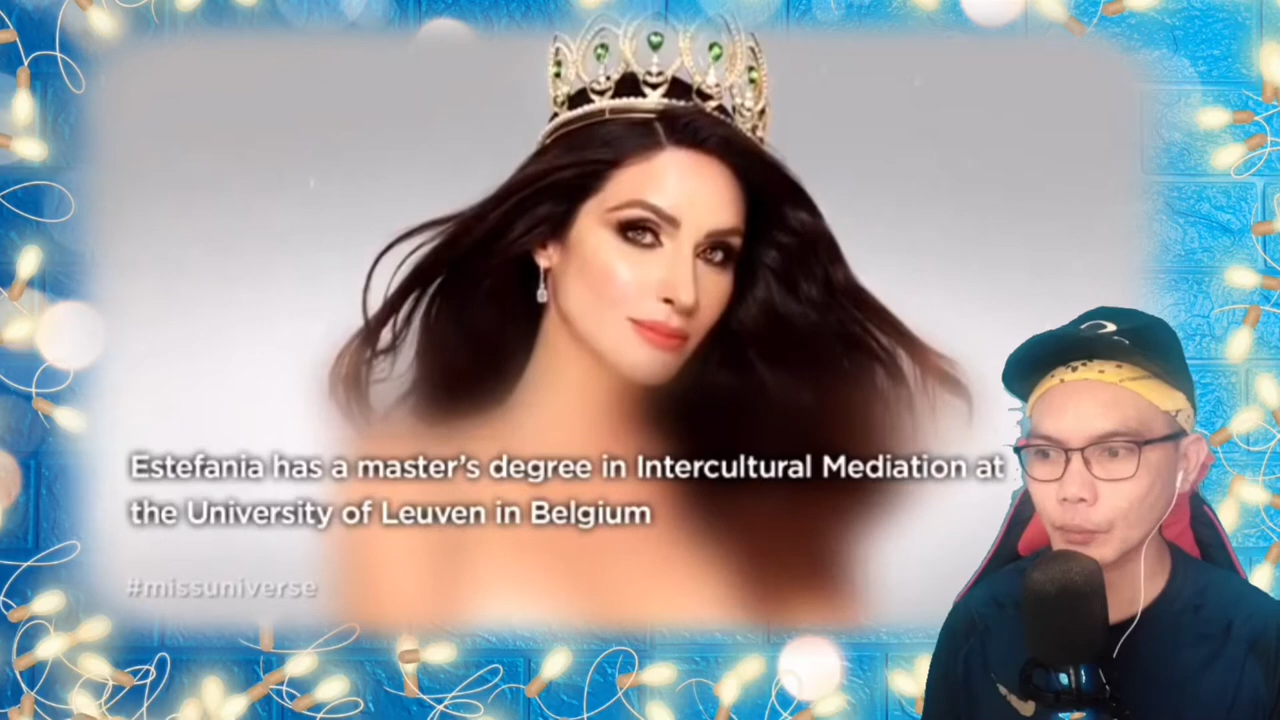 Estefania has a master's degree in Intercultural Mediation at
the University of Leuven in Belgium
#missuniverse